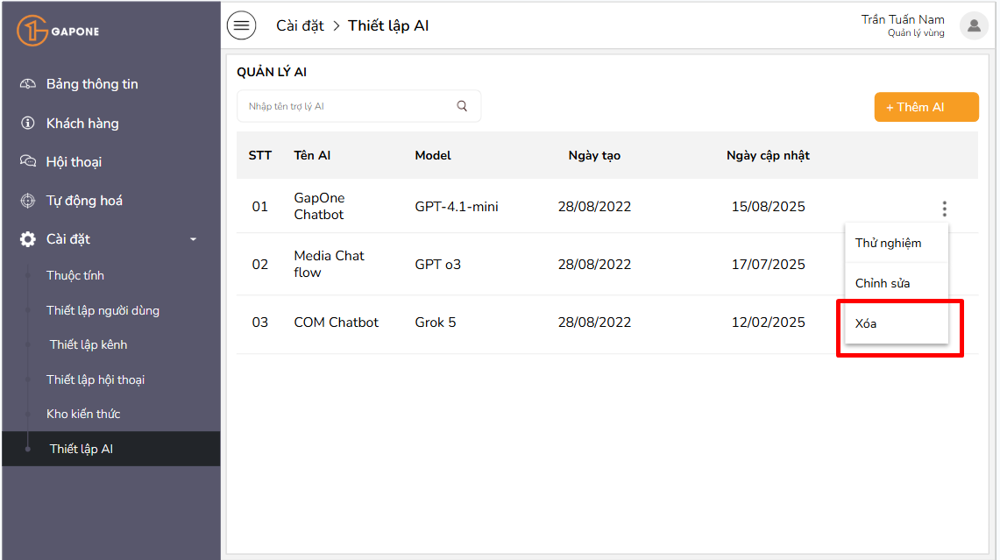 GAPONE
Cài đặt > Thiết lập AI
Trần Tuấn Nam
Quản lý vùng
Bảng thông tin
Khách hàng
Hội thoại
Tự động hoá
Cài đặt
Thuộc tính
Thiết lập người dùng
Thiết lập kênh
Thiết lập hội thoại
Kho kiến thức
Thiết lập AI
QUẢN LÝ AI
Nhập tên trợ lý AI
+ Thêm AI
STT Tên AI Model Ngày tạo Ngày cập nhật
01 GapOne Chatbot GPT-4.1-mini 28/08/2022 15/08/2025
02 Media Chat flow GPT o3 28/08/2022 17/07/2025
03 COM Chatbot Grok 5 28/08/2022 12/02/2025
Thử nghiệm
Chỉnh sửa
Xóa